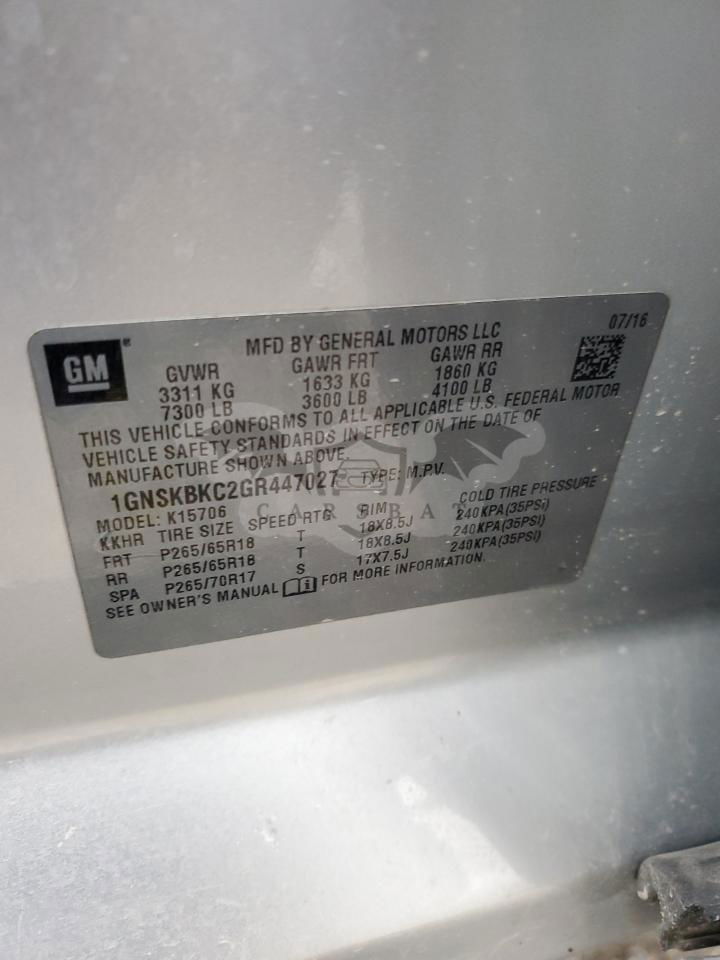 GM®
MFD BY GENERAL MOTORS LLC 07/16
GVWR GAWR FRT GAWR RR
3311 KG 1633 KG 1860 KG
7300 LB 3600 LB 4100 LB
THIS VEHICLE CONFORMS TO ALL APPLICABLE U.S. FEDERAL MOTOR
VEHICLE SAFETY STANDARDS IN EFFECT ON THE DATE OF
MANUFACTURE SHOWN ABOVE.
1GNSKBKC2GR447027 TYPE: M.P.V.
MODEL: K15706
KKHR TIRE SIZE SPEED RTG RIM COLD TIRE PRESSURE
FRT P265/65R18 T 18X8.5J 240KPA(35PSI)
RR P265/65R18 T 18X8.5J 240KPA(35PSI)
SPA P265/70R17 S 17X7.5J 240KPA(35PSI)
SEE OWNER'S MANUAL FOR MORE INFORMATION.
CAR BAT